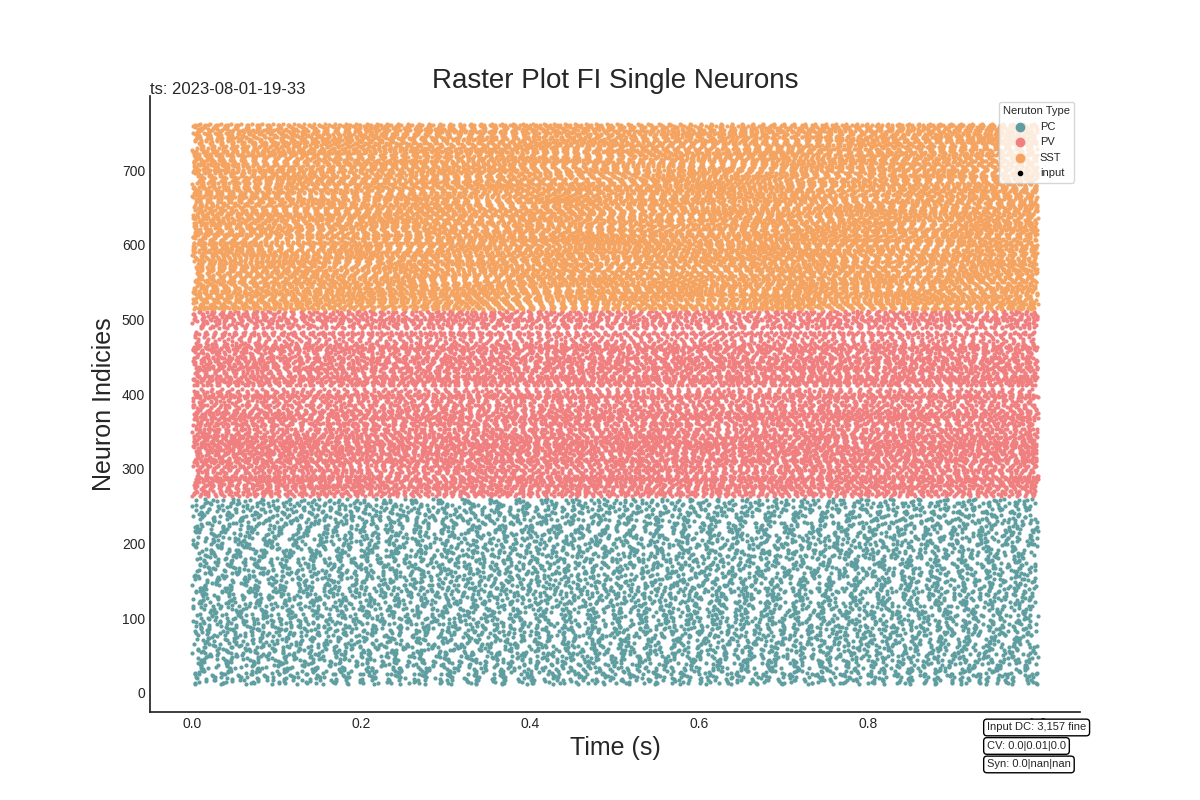 Raster Plot FI Single Neurons
ts: 2023-08-01-19-33
Neruton Type
PC
PV
SST
input
Neuron Indicies
700
600
500
400
300
200
100
0
0.0
0.2
0.4
0.6
0.8
Time (s)
Input DC: 3,157 fine
CV: 0.0|0.01|0.0
Syn: 0.0|nan|nan